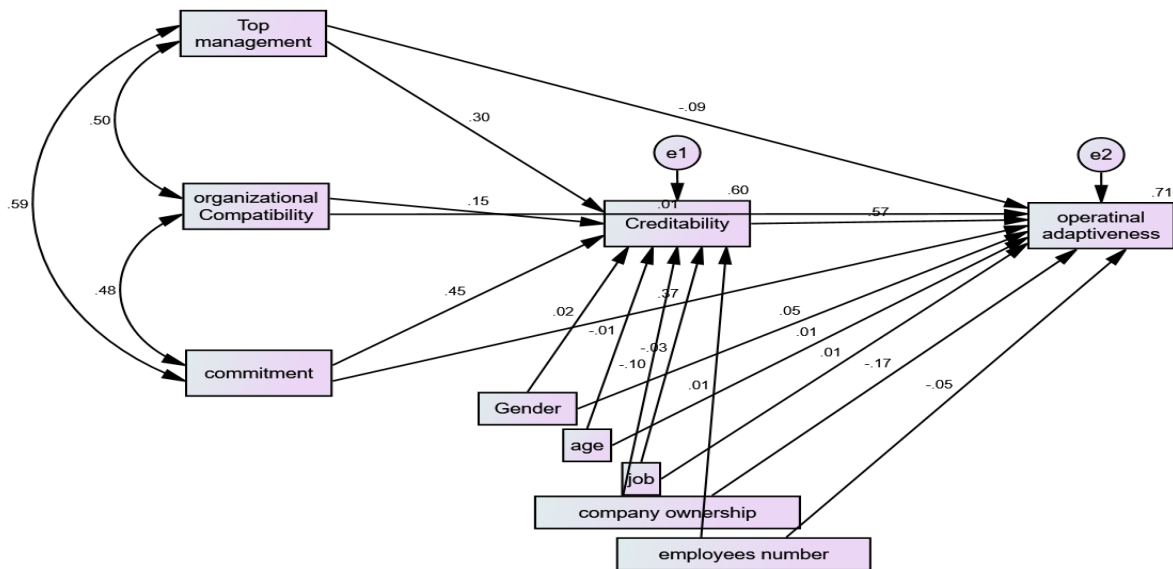 Top
management
-.09
.30
.50
e1
e2
organizational
Compatibility
.15
.60
.01
Creditability
.57
.71
operatinal
adaptiveness
.59
.48
.45
.37
.02
-.01
-.03
-.10
.05
.01
.01
-.17
.01
-.05
commitment
Gender
age
job
company ownership
employees number